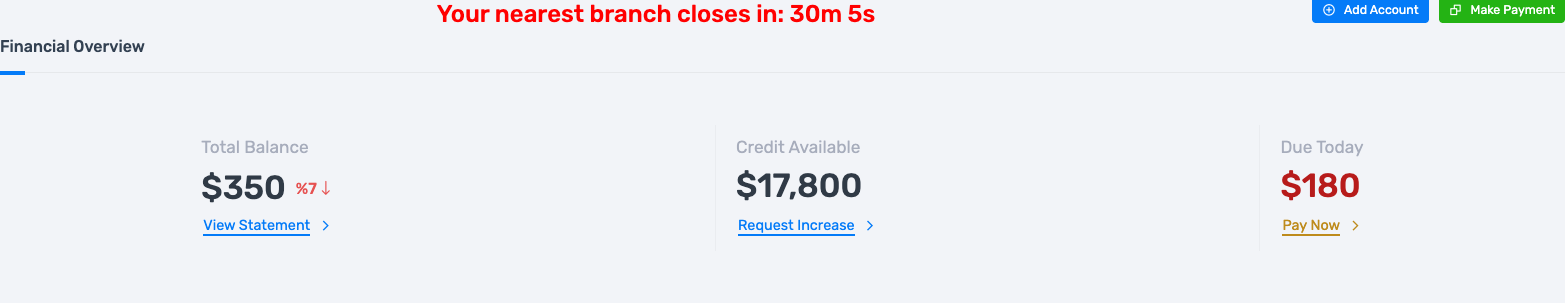 Your nearest branch closes in: 30m 5s
Add Account
Make Payment
Financial Overview
Total Balance
$350 %7 ↓
View Statement >
Credit Available
$17,800
Request Increase >
Due Today
$180
Pay Now >